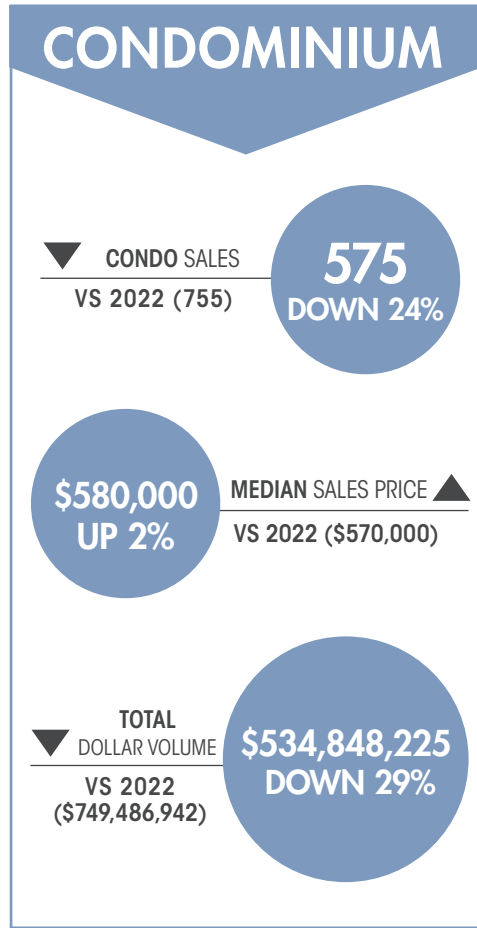 CONDOMINIUM
CONDO SALES
VS 2022 (755)
575
DOWN 24%
$580,000
UP 2%
MEDIAN SALES PRICE
VS 2022 ($570,000)
TOTAL
DOLLAR VOLUME
VS 2022
($749,486,942)
$534,848,225
DOWN 29%